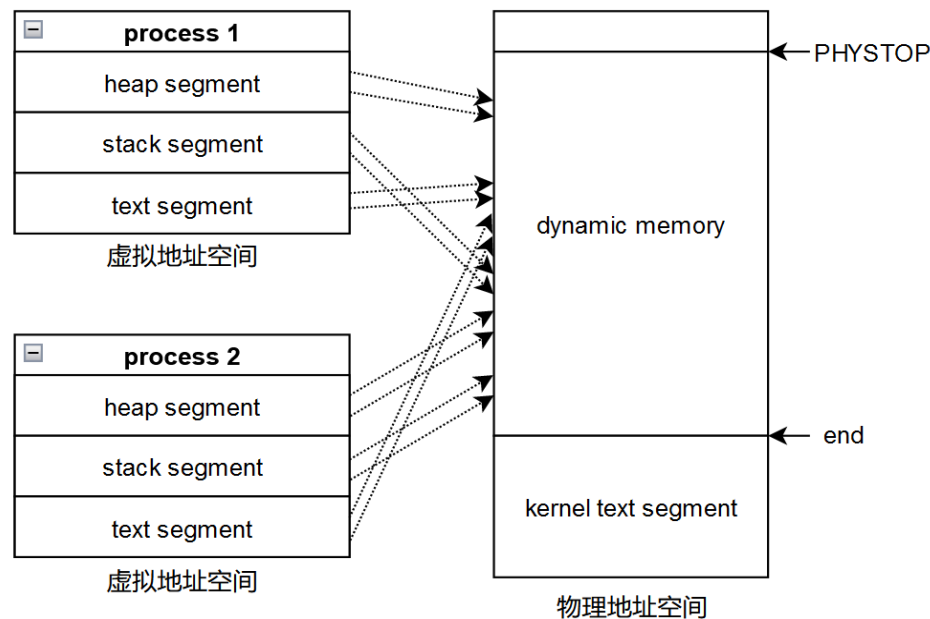 process 1
heap segment
stack segment
text segment
虚拟地址空间
process 2
heap segment
stack segment
text segment
虚拟地址空间
PHYSTOP
dynamic memory
end
kernel text segment
物理地址空间